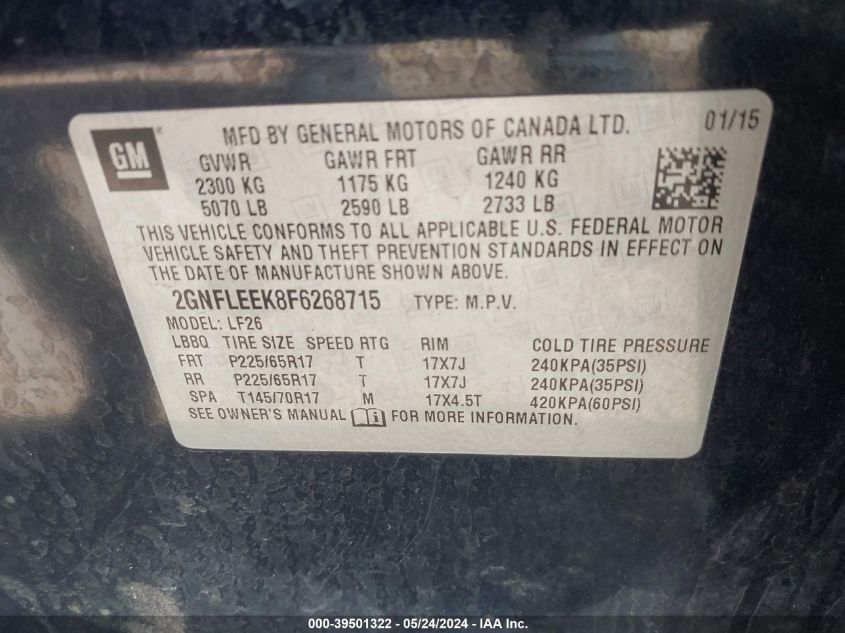 GM ®
MFD BY GENERAL MOTORS OF CANADA LTD. 01/15
GVWR GAWR FRT GAWR RR
2300 KG 1175 KG 1240 KG
5070 LB 2590 LB 2733 LB
THIS VEHICLE CONFORMS TO ALL APPLICABLE U.S. FEDERAL MOTOR
VEHICLE SAFETY AND THEFT PREVENTION STANDARDS IN EFFECT ON
THE DATE OF MANUFACTURE SHOWN ABOVE.
2GNFLEEK8F6268715 TYPE: M.P.V.
MODEL: LF26
LBBQ TIRE SIZE SPEED RTG RIM COLD TIRE PRESSURE
FRT P225/65R17 T 17X7J 240KPA(35PSI)
RR P225/65R17 T 17X7J 240KPA(35PSI)
SPA T145/70R17 M 17X4.5T 420KPA(60PSI)
SEE OWNER'S MANUAL FOR MORE INFORMATION.
000-39501322 - 05/24/2024 - IAA Inc.